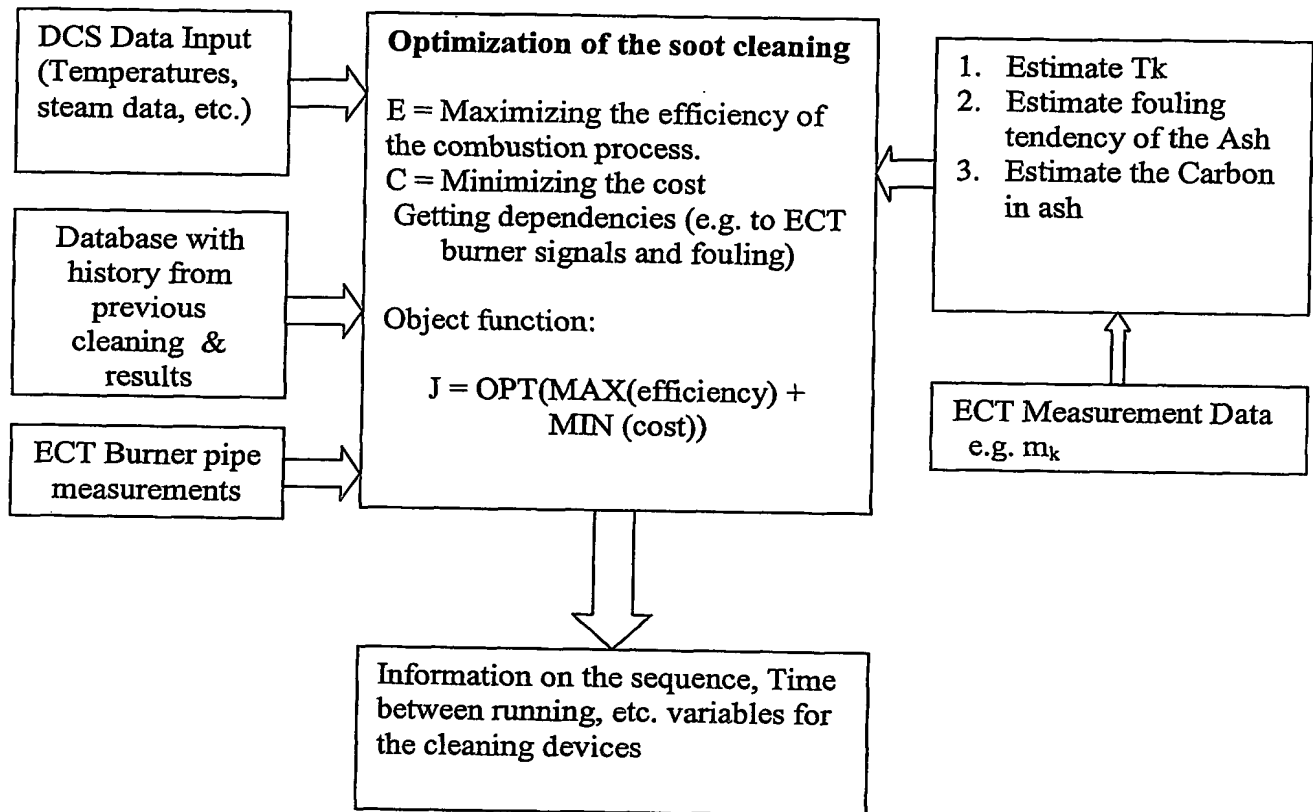 DCS Data Input
(Temperatures,
steam data, etc.)
Database with
history from
previous
cleaning &
results
ECT Burner pipe
measurements
Optimization of the soot cleaning
E = Maximizing the efficiency of
the combustion process.
C = Minimizing the cost
Getting dependencies (e.g. to ECT
burner signals and fouling)
Object function:
J = OPT(MAX(efficiency) +
MIN (cost))
1. Estimate Tk
2. Estimate fouling
tendency of the Ash
3. Estimate the Carbon
in ash
ECT Measurement Data
e.g. mₖ
Information on the sequence, Time
between running, etc. variables for
the cleaning devices